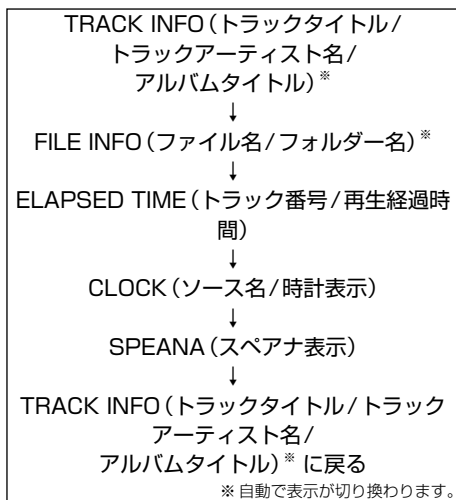 TRACK INFO(トラックタイトル/
トラックアーティスト名/
アルバムタイトル)※
↓
FILE INFO(ファイル名/フォルダー名)※
↓
ELAPSED TIME(トラック番号/再生経過時
間)
↓
CLOCK(ソース名/時計表示)
↓
SPEANA(スペアナ表示)
↓
TRACK INFO(トラックタイトル/トラック
アーティスト名/
アルバムタイトル)※ に戻る
※ 自動で表示が切り換わります。